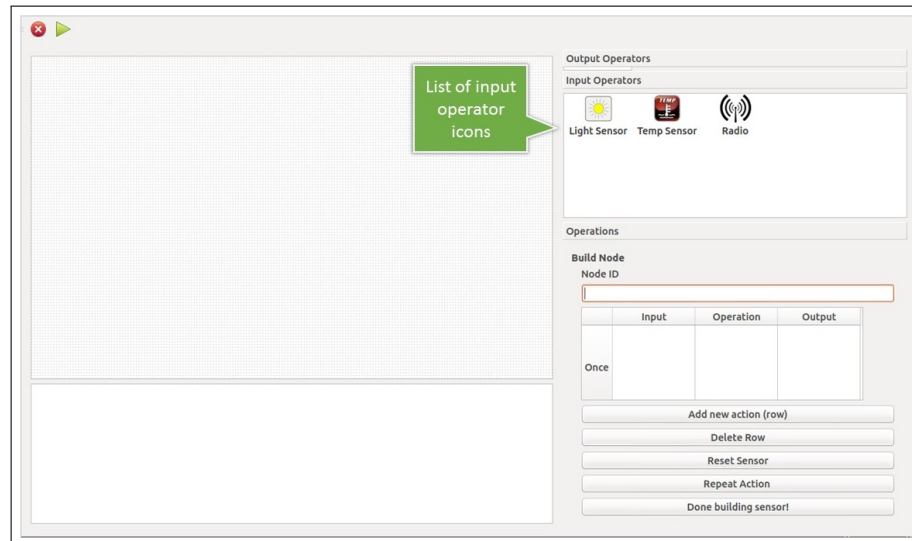 Output Operators
Input Operators
List of input
operator
icons
TEMP
Light Sensor Temp Sensor Radio
Operations
Build Node
Node ID
Input Operation Output
Once
Add new action (row)
Delete Row
Reset Sensor
Repeat Action
Done building sensor!